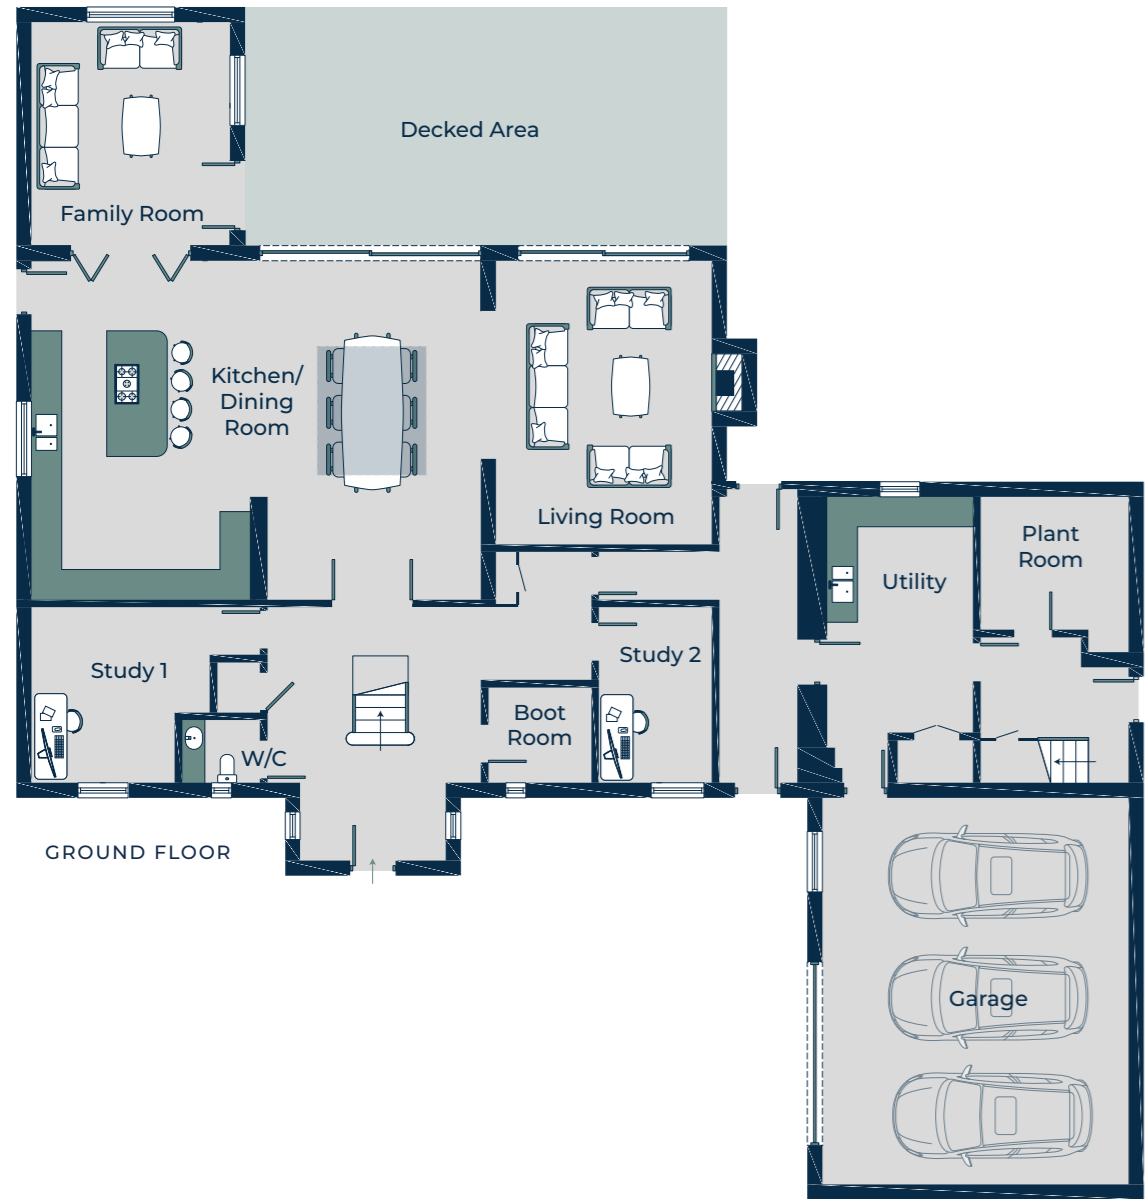 Decked Area
Family Room
Kitchen/
Dining
Room
Living Room
Plant
Room
Utility
Study 1
Study 2
Boot
Room
W/C
GROUND FLOOR
Garage